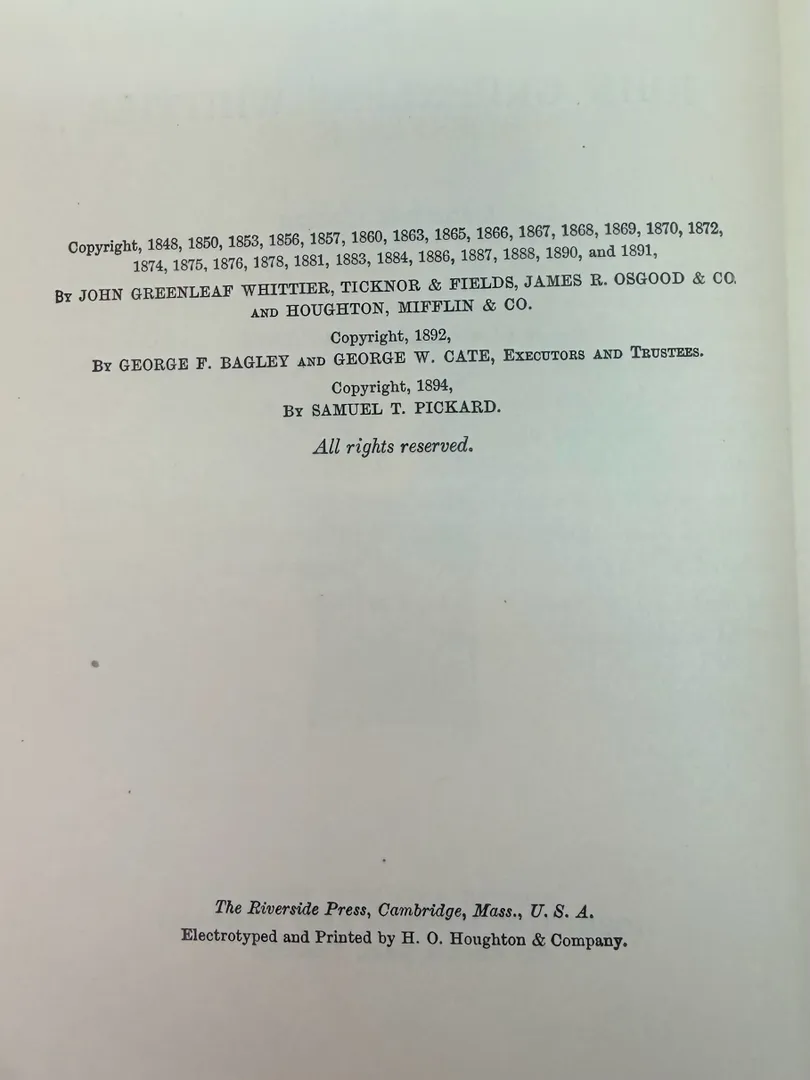 Copyright, 1848, 1850, 1853, 1856, 1857, 1860, 1863, 1865, 1866, 1867, 1868, 1869, 1870, 1872,
1874, 1875, 1876, 1878, 1881, 1883, 1884, 1886, 1887, 1888, 1890, and 1891,
By JOHN GREENLEAF WHITTIER, TICKNOR & FIELDS, JAMES R. OSGOOD & CO.
AND HOUGHTON, MIFFLIN & CO.
Copyright, 1892,
By GEORGE F. BAGLEY AND GEORGE W. CATE, EXECUTORS AND TRUSTEES.
Copyright, 1894,
By SAMUEL T. PICKARD.
All rights reserved.
The Riverside Press, Cambridge, Mass., U. S. A.
Electrotyped and Printed by H. O. Houghton & Company.